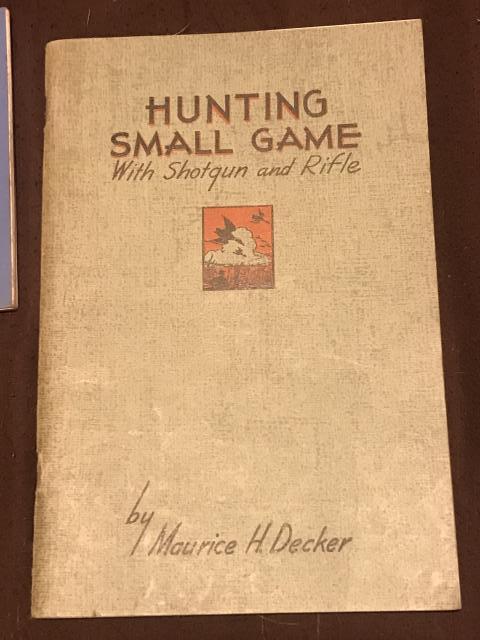 HUNTING
SMALL GAME
With Shotgun and Rifle
by
Maurice H. Decker